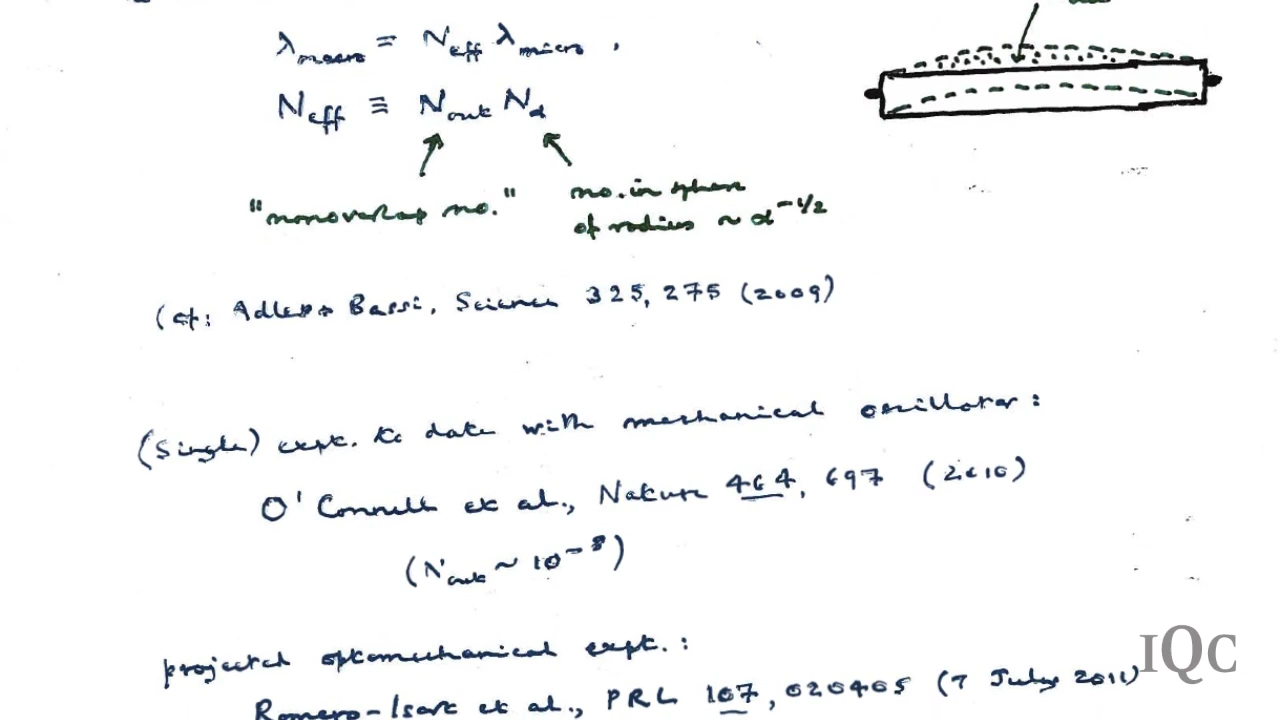 λmacro = Neff λmicro ,
Neff ≡ Nout Nα
"nonoverlap no."
no. in sphere
of radius ~ α^-1/2
(cf: Adler + Bassi, Science 325, 275 (2009)
(Single) expt. to date with mechanical oscillator:
O'Connell et al., Nature 464, 697 (2010)
(Nout ~ 10^-8)
projected optomechanical expt.:
Romero-Isart et al., PRL 107, 020405 (7 July 2011)
IQC